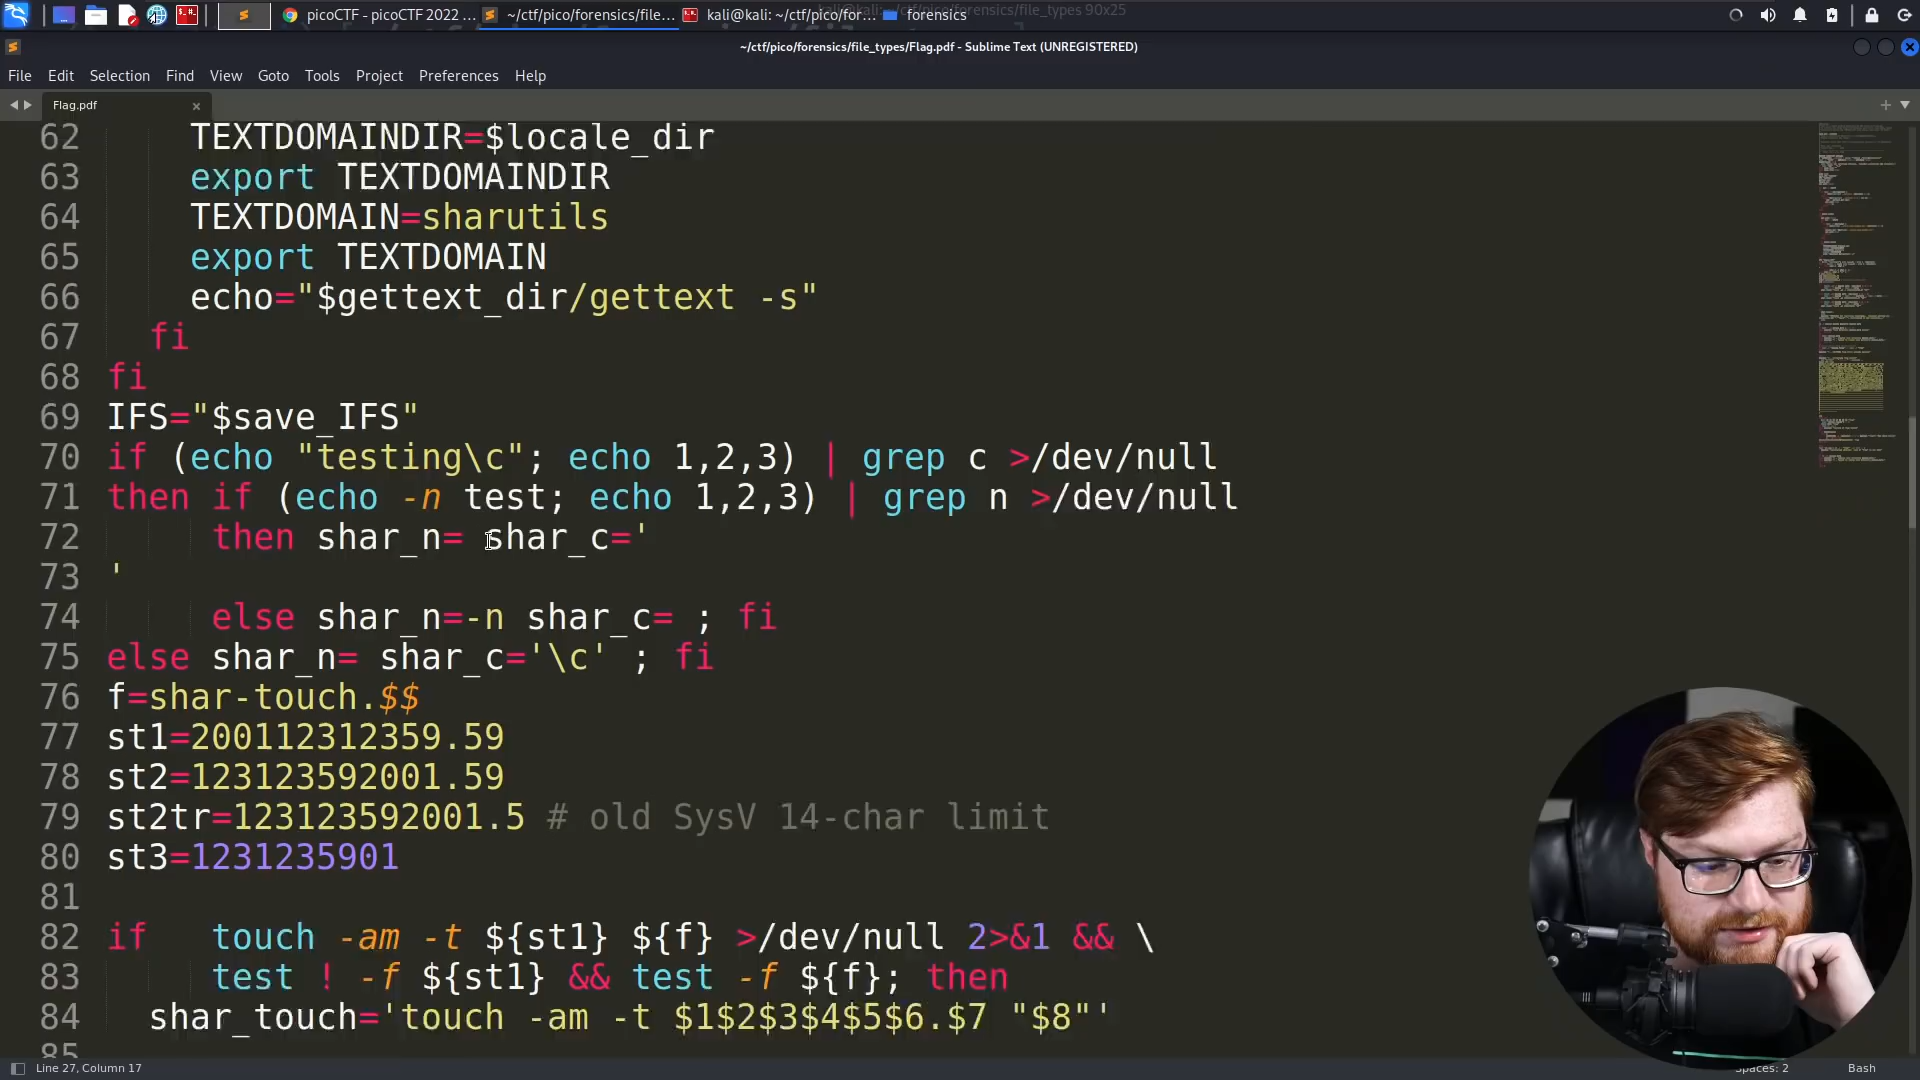 picoCTF - picoCTF 2022 ...
~/ctf/pico/forensics/file...
kali@kali: ~/ctf/pico/for...
forensics
kali@kali: ~/ctf/pico/forensics/file_types 90x25
~/ctf/pico/forensics/file_types/Flag.pdf - Sublime Text (UNREGISTERED)
File Edit Selection Find View Goto Tools Project Preferences Help
Flag.pdf
62 TEXTDOMAINDIR=$locale_dir
63 export TEXTDOMAINDIR
64 TEXTDOMAIN=sharutils
65 export TEXTDOMAIN
66 echo="$gettext_dir/gettext -s"
67 fi
68 fi
69 IFS="$save_IFS"
70 if (echo "testing\c"; echo 1,2,3) | grep c >/dev/null
71 then if (echo -n test; echo 1,2,3) | grep n >/dev/null
72 then shar_n= shar_c='
73 '
74 else shar_n=-n shar_c= ; fi
75 else shar_n= shar_c='\c' ; fi
76 f=shar-touch.$$
77 st1=200112312359.59
78 st2=123123592001.59
79 st2tr=123123592001.5 # old SysV 14-char limit
80 st3=1231235901
81
82 if touch -am -t ${st1} ${f} >/dev/null 2>&1 && \
83 test ! -f ${st1} && test -f ${f}; then
84 shar_touch='touch -am -t $1$2$3$4$5$6.$7 "$8"'
85
Line 27, Column 17
Spaces: 2
Bash